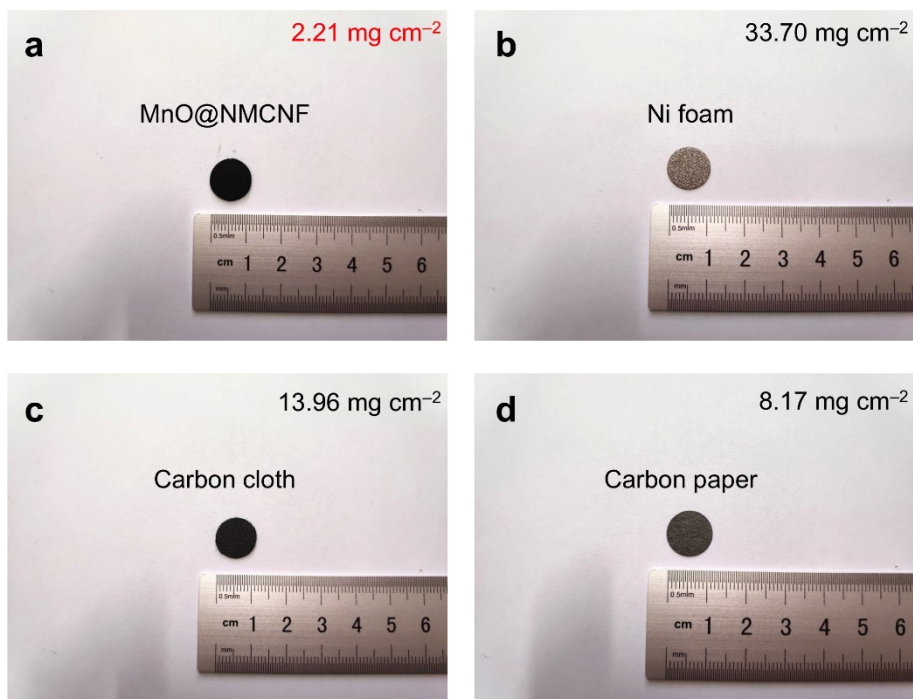 a
2.21 mg cm⁻²
MnO@NMCNF
0.5mm
cm 1 2 3 4 5 6
mm
b
33.70 mg cm⁻²
Ni foam
0.5mm
cm 1 2 3 4 5 6
mm
c
13.96 mg cm⁻²
Carbon cloth
0.5mm
cm 1 2 3 4 5 6
mm
d
8.17 mg cm⁻²
Carbon paper
0.5mm
cm 1 2 3 4 5 6
mm